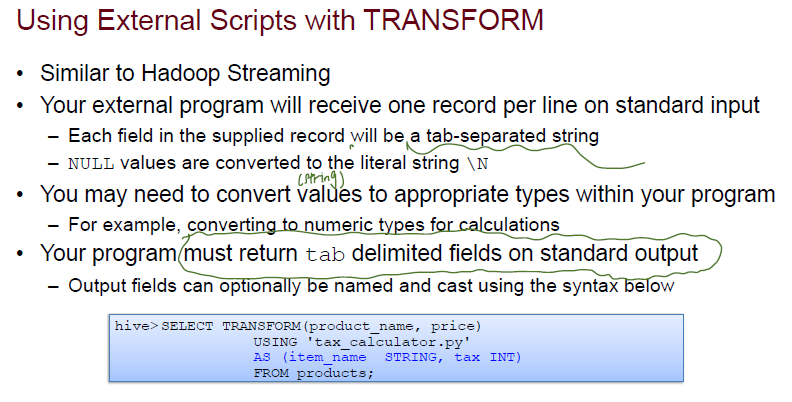 Using External Scripts with TRANSFORM
• Similar to Hadoop Streaming
• Your external program will receive one record per line on standard input
– Each field in the supplied record will be a tab-separated string
– NULL values are converted to the literal string \N
(string)
• You may need to convert values to appropriate types within your program
– For example, converting to numeric types for calculations
• Your program must return tab delimited fields on standard output
– Output fields can optionally be named and cast using the syntax below
hive> SELECT TRANSFORM(product_name, price)
USING 'tax_calculator.py'
AS (item_name STRING, tax INT)
FROM products;